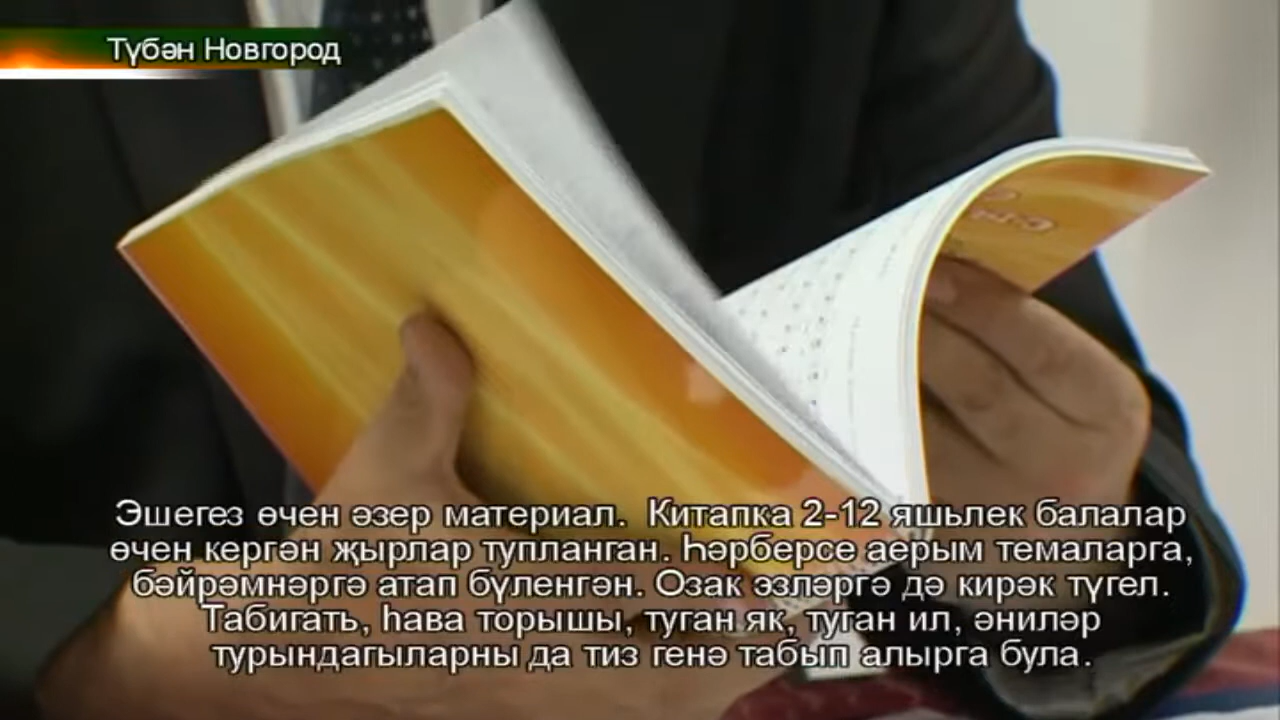 Түбән Новгород
Эшегез өчен әзер материал. Китапка 2-12 яшьлек балалар
өчен кергән җырлар тупланган. Һәрберсе аерым темаларга,
бәйрәмнәргә атап бүленгән. Озак эзләргә дә кирәк түгел.
Табигать, һава торышы, туган як, туган ил, әниләр
турындагыларны да тиз генә табып алырга була.